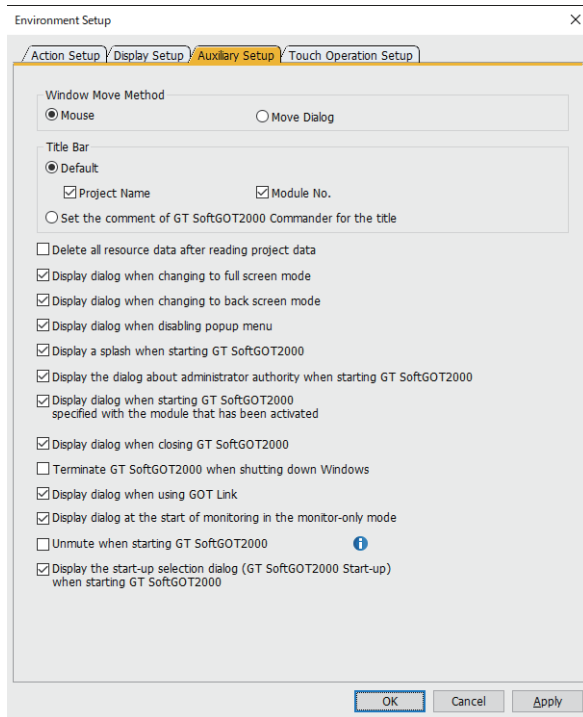 Environment Setup
Action Setup Display Setup Auxiliary Setup Touch Operation Setup
Window Move Method
Mouse Move Dialog
Title Bar
Default
Project Name Module No.
Set the comment of GT SoftGOT2000 Commander for the title
Delete all resource data after reading project data
Display dialog when changing to full screen mode
Display dialog when changing to back screen mode
Display dialog when disabling popup menu
Display a splash when starting GT SoftGOT2000
Display the dialog about administrator authority when starting GT SoftGOT2000
Display dialog when starting GT SoftGOT2000
specified with the module that has been activated
Display dialog when closing GT SoftGOT2000
Terminate GT SoftGOT2000 when shutting down Windows
Display dialog when using GOT Link
Display dialog at the start of monitoring in the monitor-only mode
Unmute when starting GT SoftGOT2000
Display the start-up selection dialog (GT SoftGOT2000 Start-up)
when starting GT SoftGOT2000
OK Cancel Apply